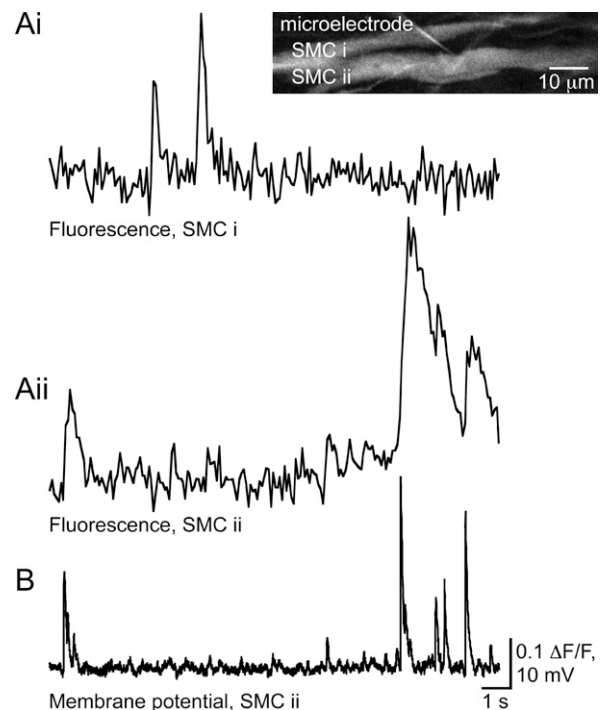 Ai
microelectrode
SMC i
SMC ii
10 µm
Fluorescence, SMC i
Aii
Fluorescence, SMC ii
B
0.1 ΔF/F,
10 mV
1 s
Membrane potential, SMC ii